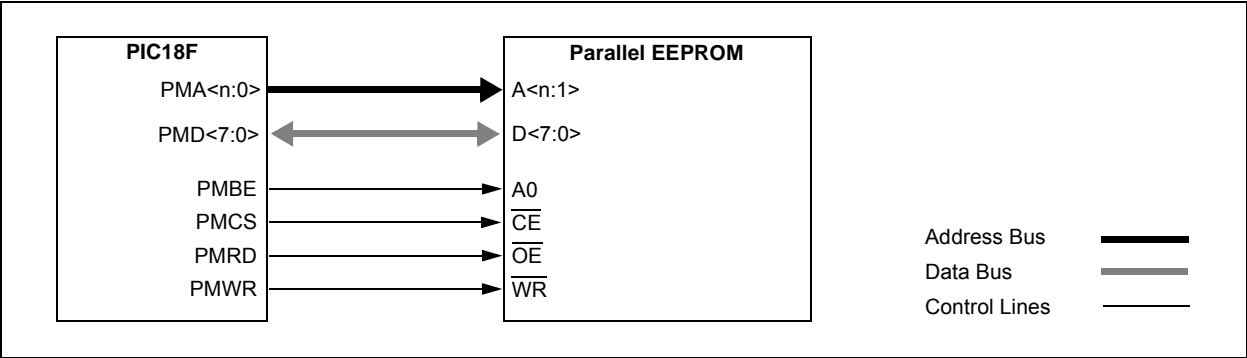 PIC18F
Parallel EEPROM
PMA<n:0>
A<n:1>
PMD<7:0>
D<7:0>
PMBE
A0
PMCS
CE
PMRD
OE
PMWR
WR
Address Bus
Data Bus
Control Lines